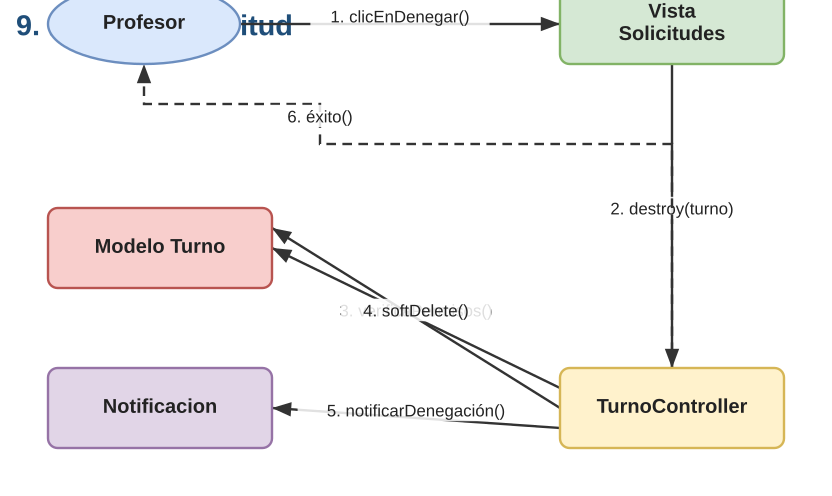 9. itud
Profesor
1. clicEnDenegar()
Vista
Solicitudes
6. éxito()
2. destroy(turno)
Modelo Turno
3.
4. softDelete()
Notificacion
5. notificarDenegación()
TurnoController